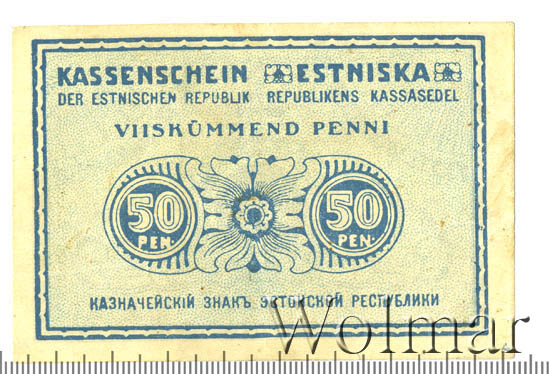 KASSENSCHEIN ESTNISKA
DER ESTNISCHEN REPUBLIK REPUBLIKENS KASSASEDEL
VIISKÜMMEND PENNI
50 50
PEN. PEN.
КАЗНАЧЕЙСКІЙ ЗНАКЪ ЭСТОНСКОЙ РЕСПУБЛИКИ
Wolmar